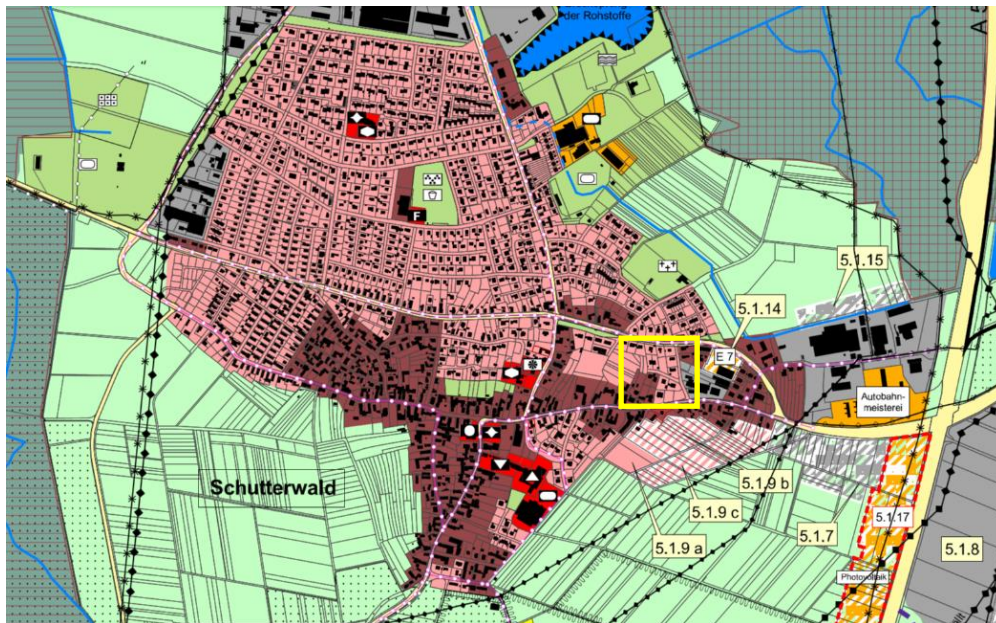 der Rohstoffe
A 5
F
5.1.15
5.1.14
E 7
Autobahn-
meisterei
Schutterwald
5.1.9 b
5.1.9 c
5.1.7
5.1.17
5.1.9 a
5.1.8
Photovoltaik